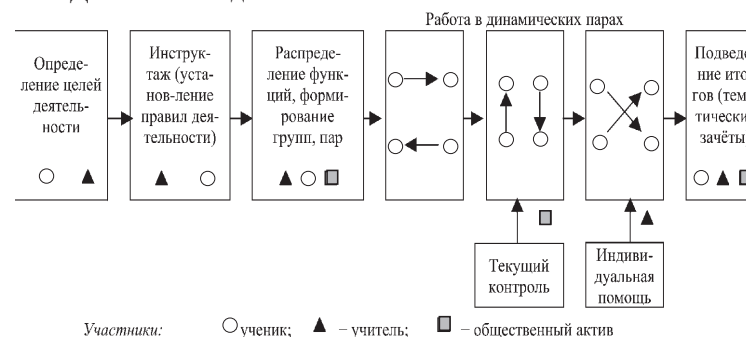 Работа в динамических парах
Опреде-
ление целей
деятель-
ности
Инструк-
таж (уста-
нов-ление
правил дея-
тельности)
Распреде-
ление функ-
ций, форми-
рование
групп, пар
Подведе
ние ито
гов (тем
тически
зачёты
Текущий
контроль
Индиви-
дуальная
помощь
Участники: ученик; – учитель; – общественный актив